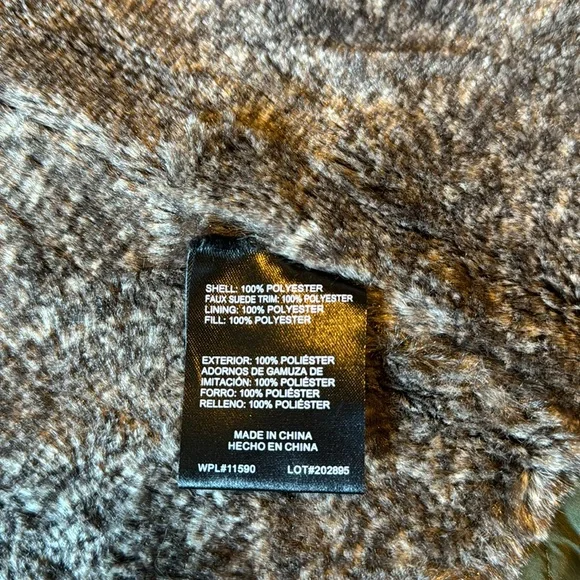 SHELL: 100% POLYESTER
FAUX SUEDE TRIM: 100% POLYESTER
LINING: 100% POLYESTER
FILL: 100% POLYESTER
EXTERIOR: 100% POLIÉSTER
ADORNOS DE GAMUZA DE
IMITACIÓN: 100% POLIÉSTER
FORRO: 100% POLIÉSTER
RELLENO: 100% POLIÉSTER
MADE IN CHINA
HECHO EN CHINA
WPL#11590 LOT#202895